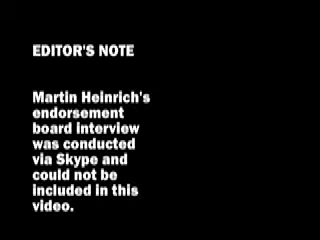 EDITOR'S NOTE
Martin Heinrich's
endorsement
board interview
was conducted
via Skype and
could not be
included in this
video.